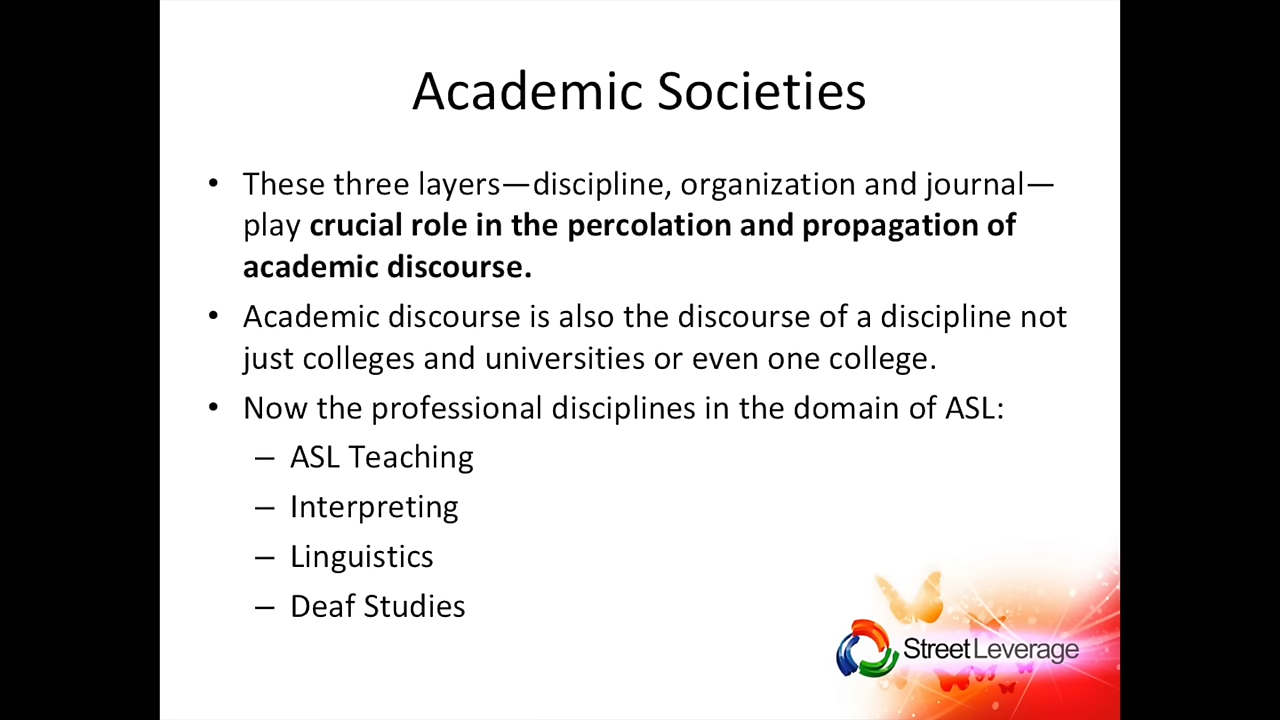 Academic Societies
• These three layers—discipline, organization and journal—
play crucial role in the percolation and propagation of
academic discourse.
• Academic discourse is also the discourse of a discipline not
just colleges and universities or even one college.
• Now the professional disciplines in the domain of ASL:
– ASL Teaching
– Interpreting
– Linguistics
– Deaf Studies
StreetLeverage